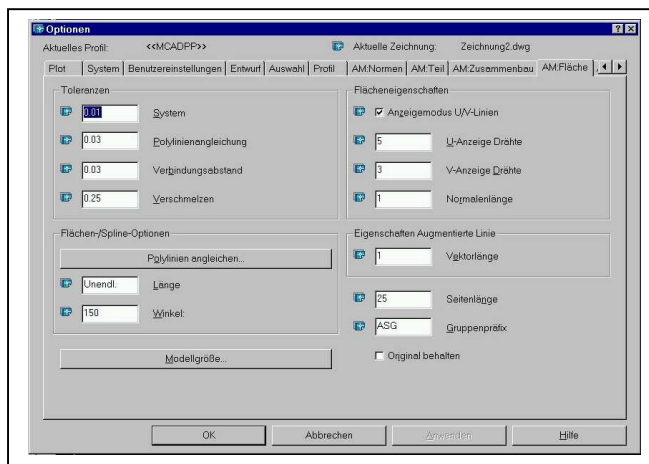 Optionen
Aktuelles Profil: <<MCADPP>> Aktuelle Zeichnung: Zeichnung2.dwg
Plot System Benutzereinstellungen Entwurf Auswahl Profil AM:Normen AM:Teil AM:Zusammenbau AM:Fläche
Toleranzen
0.01 System
0.03 Polylinienangleichung
0.03 Verbindungsabstand
0.25 Verschmelzen
Flächeneigenschaften
Anzeigemodus U/V-Linien
5 U-Anzeige Drähte
3 V-Anzeige Drähte
1 Normalenlänge
Flächen-/Spline-Optionen
Polylinien angleichen...
Unendl. Länge
150 Winkel:
Eigenschaften Augmentierte Linie
1 Vektorlänge
25 Seitenlänge
ASG Gruppenpräfix
Modellgröße...
Original behalten
OK Abbrechen Anwenden Hilfe